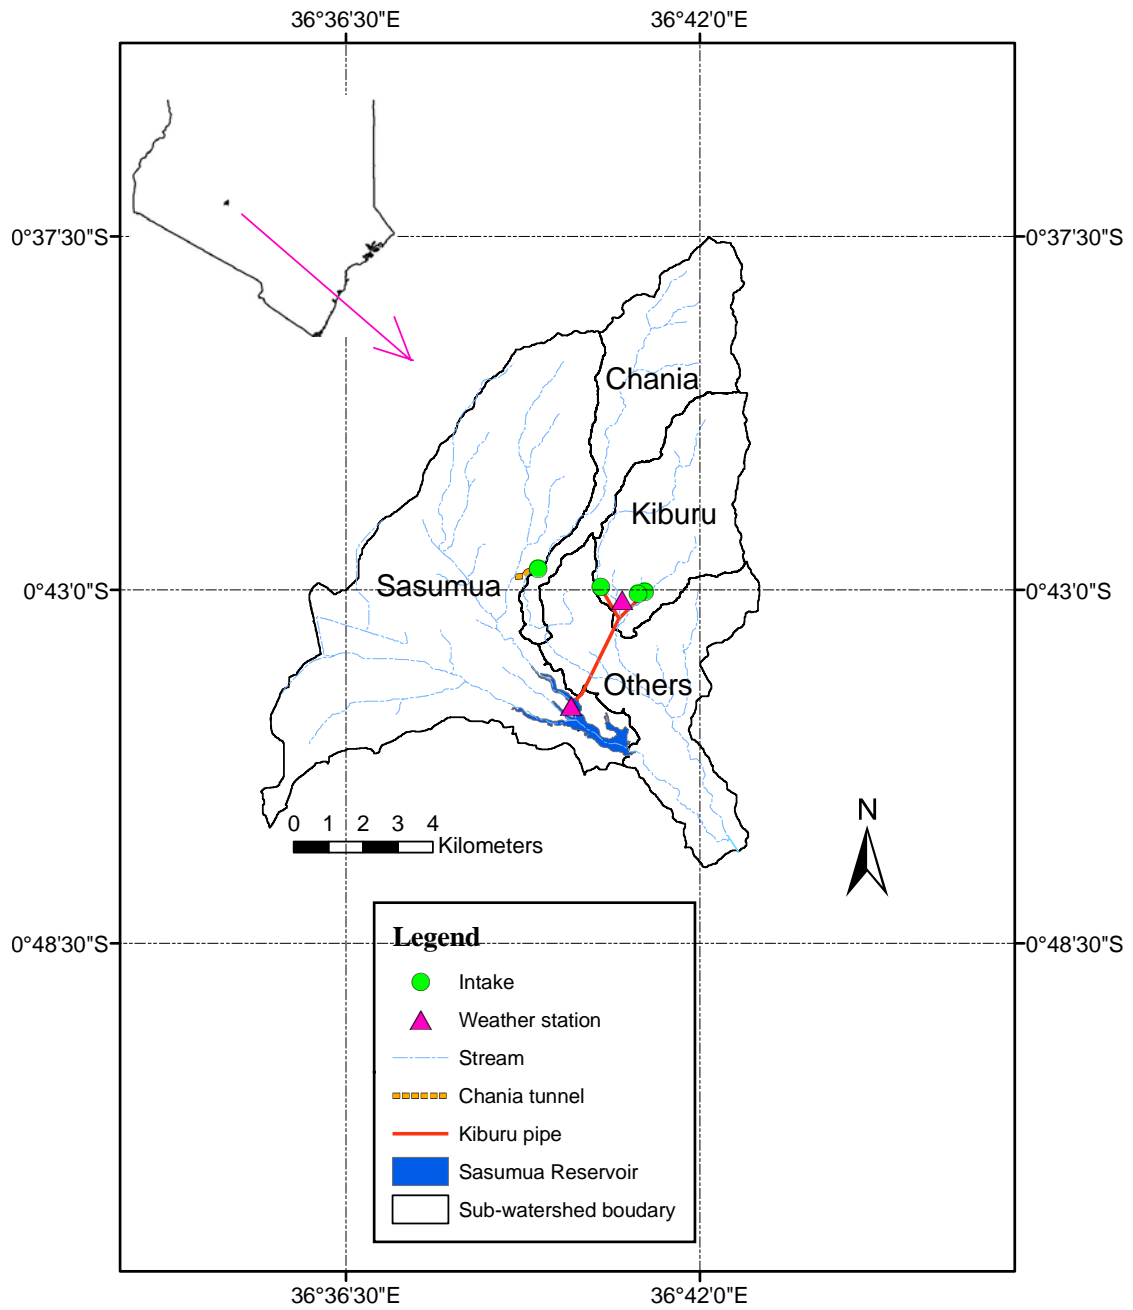 36°36'30"E 36°42'0"E
0°37'30"S 0°37'30"S
Chania
Kiburu
0°43'0"S Sasumua 0°43'0"S
Others
0 1 2 3 4
Kilometers
N
0°48'30"S 0°48'30"S
Legend
Intake
Weather station
Stream
Chania tunnel
Kiburu pipe
Sasumua Reservoir
Sub-watershed boudary
36°36'30"E 36°42'0"E